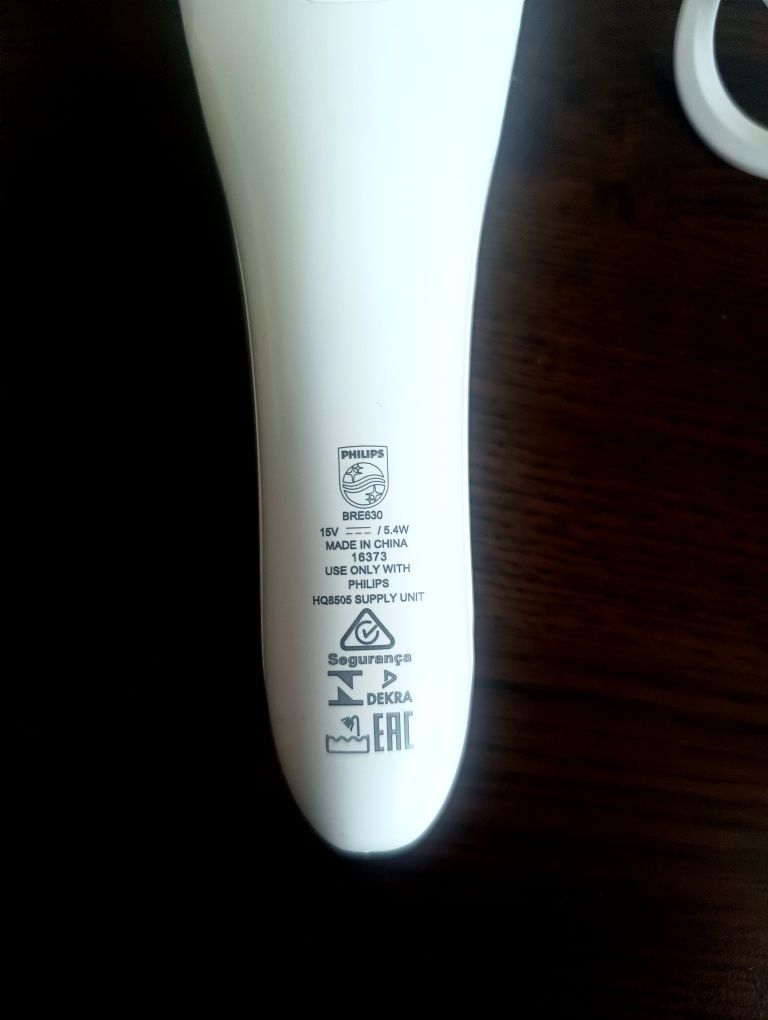 PHILIPS
BRE630
15V ⎓ / 5.4W
MADE IN CHINA
16373
USE ONLY WITH
PHILIPS
HQ8505 SUPPLY UNIT
Segurança
DEKRA
EAC